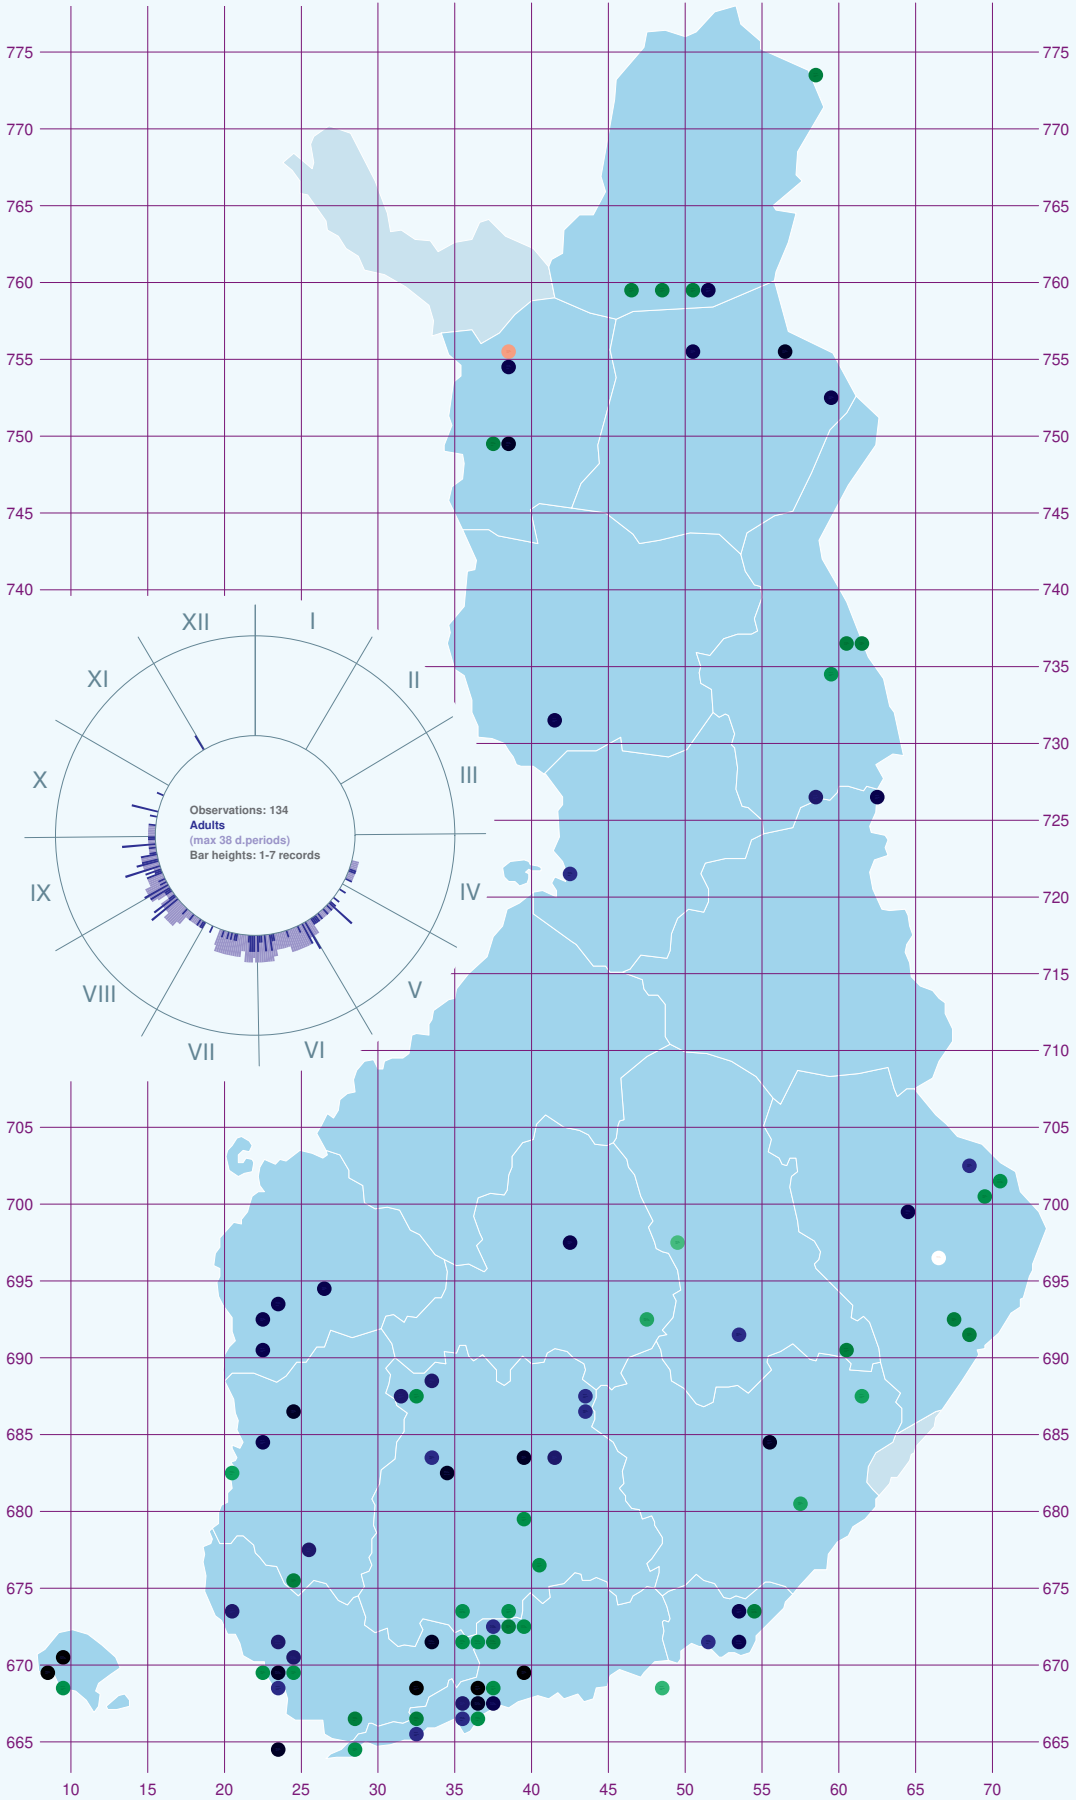 775 775
770 770
765 765
760 760
755 755
750 750
745 745
740 740
XII I
XI II
735
730
X III
Observations: 134
Adults
(max 38 d.periods)
Bar heights: 1-7 records
725
IX IV
720
VIII V
715
VII VI
710
705 705
700 700
695 695
690 690
685 685
680 680
675 675
670 670
665 665
10 15 20 25 30 35 40 45 50 55 60 65 70